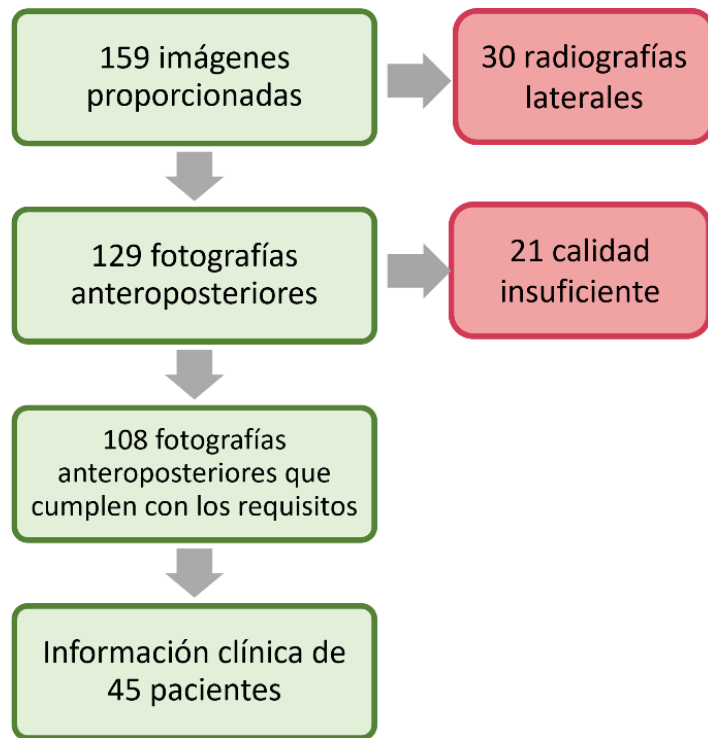 159 imágenes
proporcionadas
30 radiografías
laterales
129 fotografías
anteroposteriores
21 calidad
insuficiente
108 fotografías
anteroposteriores que
cumplen con los requisitos
Información clínica de
45 pacientes